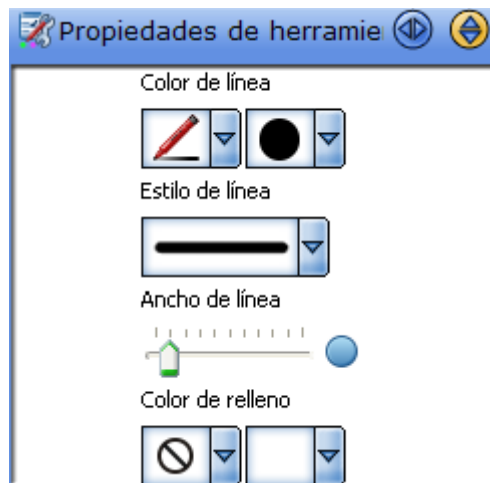 Propiedades de herramie
Color de línea
Estilo de línea
Ancho de línea
Color de relleno